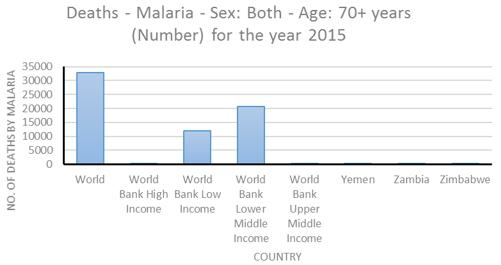 Deaths - Malaria - Sex: Both - Age: 70+ years
(Number) for the year 2015
NO. OF DEATHS BY MALARIA
35000
30000
25000
20000
15000
10000
5000
0
World
World
Bank High
Income
World
Bank Low
Income
World
Bank
Lower
Middle
Income
World
Bank
Upper
Middle
Income
Yemen
Zambia
Zimbabwe
COUNTRY